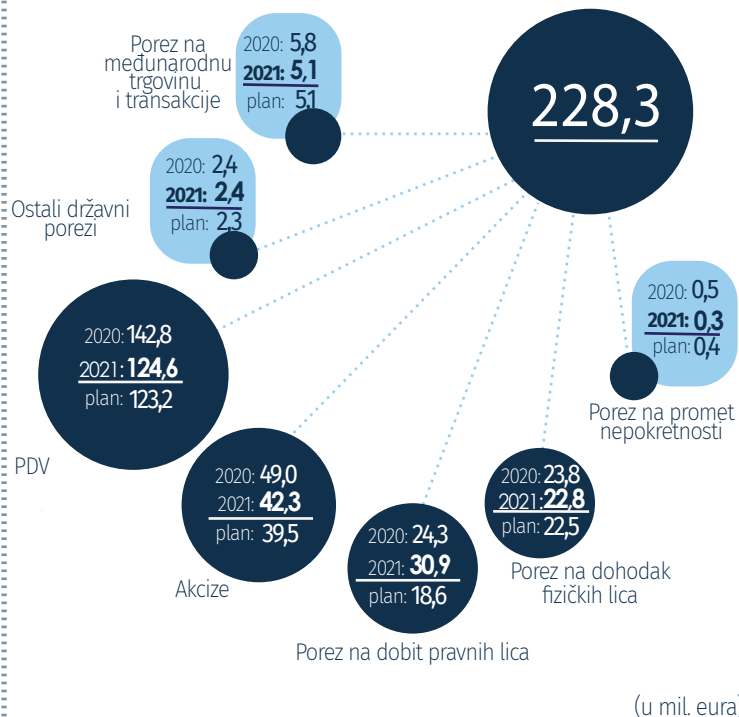 228,3
Porez na
međunarodnu
trgovinu
i transakcije
2020: 5,8
2021: 5,1
plan: 5,1
Ostali državni
porezi
2020: 2,4
2021: 2,4
plan: 2,3
2020: 142,8
2021: 124,6
plan: 123,2
PDV
2020: 49,0
2021: 42,3
plan: 39,5
Akcize
2020: 24,3
2021: 30,9
plan: 18,6
Porez na dobit pravnih lica
2020: 23,8
2021: 22,8
plan: 22,5
Porez na dohodak
fizičkih lica
2020: 0,5
2021: 0,3
plan: 0,4
Porez na promet
nepokretnosti
(u mil. eura)